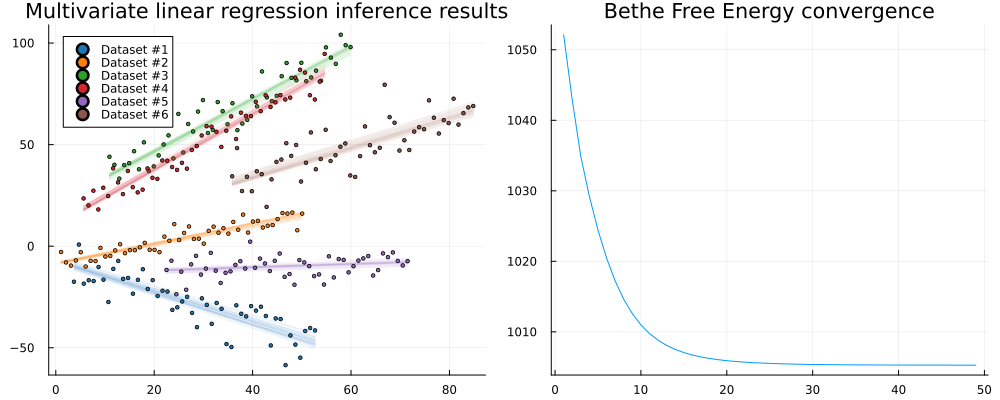 Multivariate linear regression inference results
100
50
0
−50
0
20
40
60
80
Dataset #1
Dataset #2
Dataset #3
Dataset #4
Dataset #5
Dataset #6
Bethe Free Energy convergence
1050
1040
1030
1020
1010
0
10
20
30
40
50